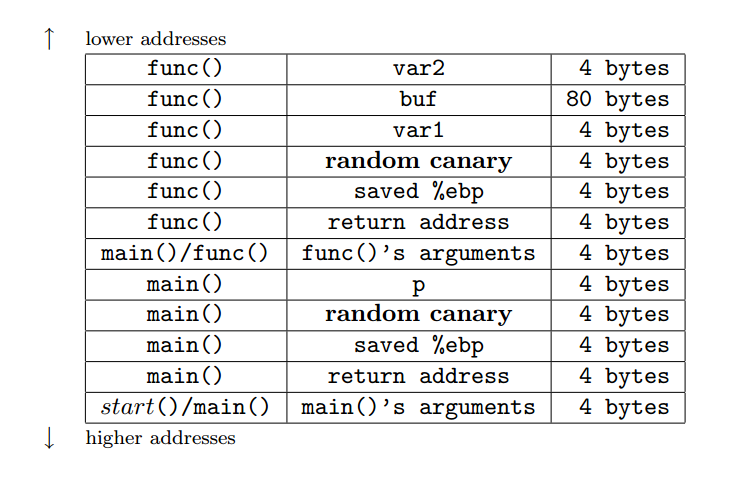 ↑ lower addresses
func() var2 4 bytes
func() buf 80 bytes
func() var1 4 bytes
func() random canary 4 bytes
func() saved %ebp 4 bytes
func() return address 4 bytes
main()/func() func()'s arguments 4 bytes
main() p 4 bytes
main() random canary 4 bytes
main() saved %ebp 4 bytes
main() return address 4 bytes
start()/main() main()'s arguments 4 bytes
↓ higher addresses